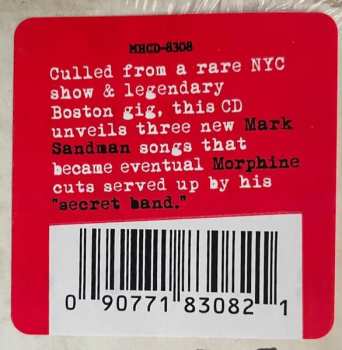 MHCD-8308
Culled from a rare NYC
show & legendary
Boston gig, this CD
unveils three new Mark
Sandman songs that
became eventual Morphine
cuts served up by his
"secret band."
0 90771 83082 1